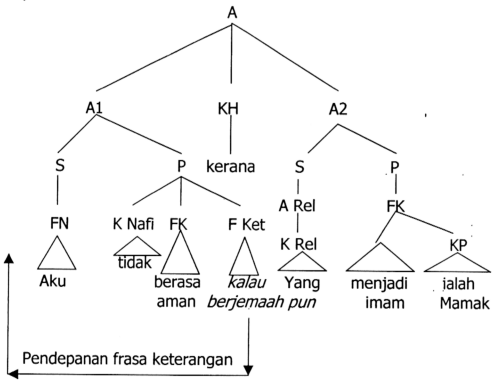 A
A1 KH A2
S P kerana S P
A Rel
FN K Nafi FK F Ket FK
K Rel KP
tidak
Aku berasa kalau Yang menjadi ialah
aman berjemaah pun imam Mamak
Pendepanan frasa keterangan